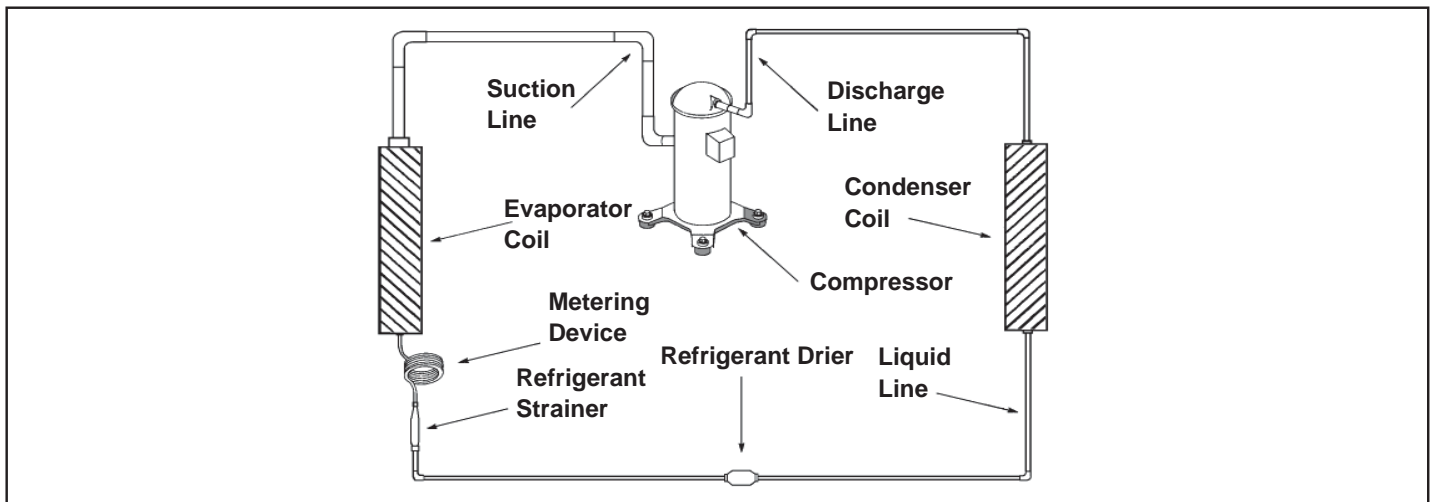 Suction
Line
Discharge
Line
Evaporator
Coil
Condenser
Coil
Compressor
Metering
Device
Refrigerant Drier
Liquid
Line
Refrigerant
Strainer